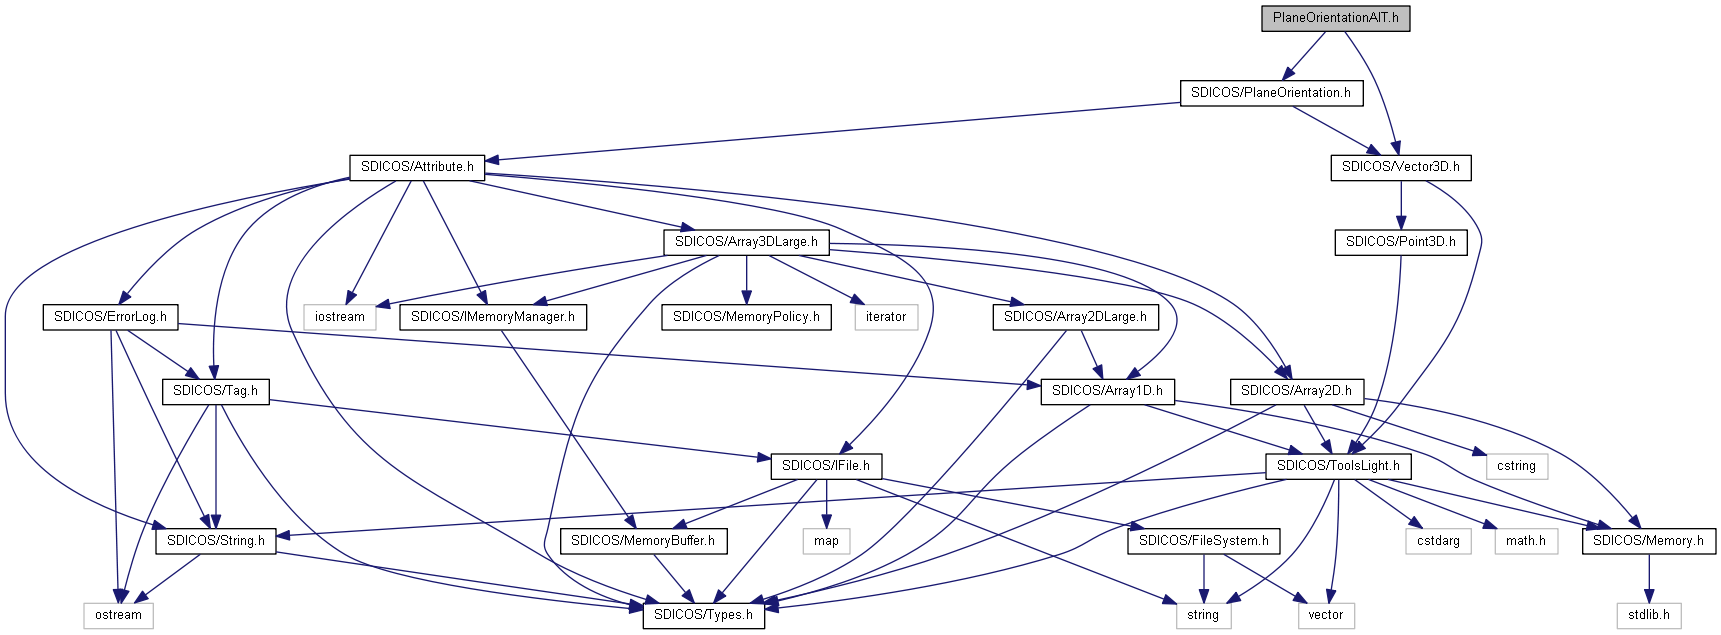 PlaneOrientationAIT.h
SDICOS/PlaneOrientation.h
SDICOS/Attribute.h
SDICOS/Vector3D.h
SDICOS/Array3DLarge.h
SDICOS/Point3D.h
SDICOS/ErrorLog.h
iostream
SDICOS/IMemoryManager.h
SDICOS/MemoryPolicy.h
iterator
SDICOS/Array2DLarge.h
SDICOS/Tag.h
SDICOS/Array1D.h
SDICOS/Array2D.h
SDICOS/IFile.h
SDICOS/ToolsLight.h
cstring
SDICOS/String.h
SDICOS/MemoryBuffer.h
map
SDICOS/FileSystem.h
cstdarg
math.h
SDICOS/Memory.h
ostream
SDICOS/Types.h
string
vector
stdlib.h